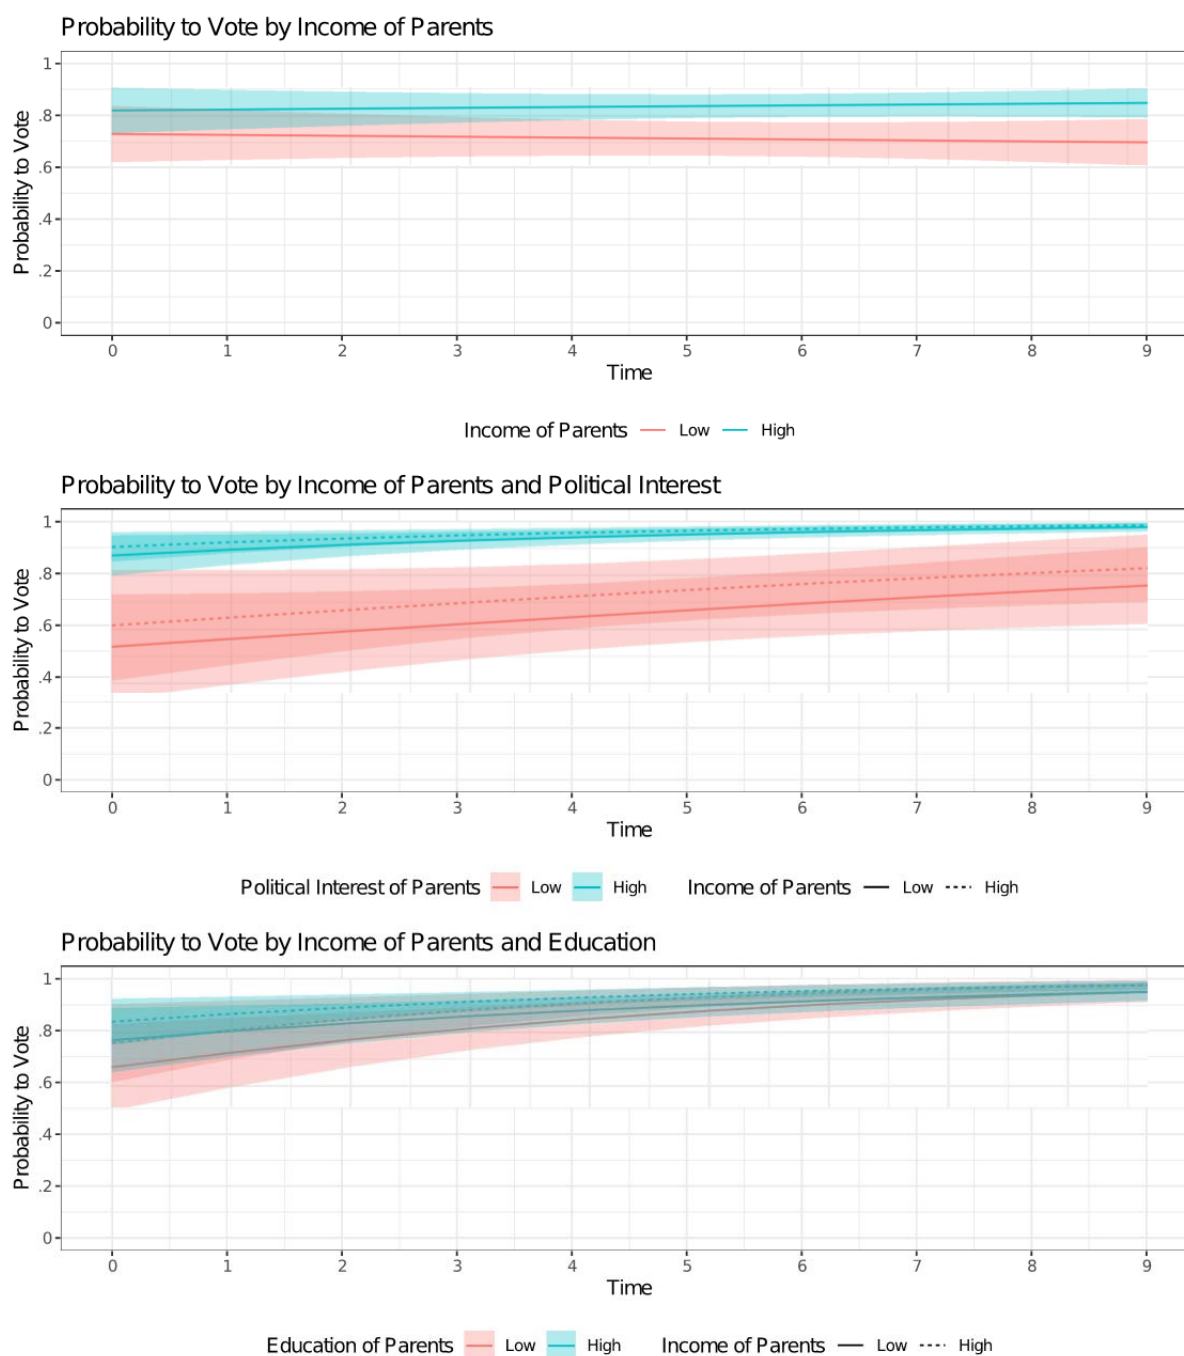 Probability to Vote by Income of Parents
Probability to Vote
1
.8
.6
.4
.2
0
0 1 2 3 4 5 6 7 8 9
Time
Income of Parents Low High
Probability to Vote by Income of Parents and Political Interest
Probability to Vote
1
.8
.6
.4
.2
0
0 1 2 3 4 5 6 7 8 9
Time
Political Interest of Parents Low High Income of Parents Low High
Probability to Vote by Income of Parents and Education
Probability to Vote
1
.8
.6
.4
.2
0
0 1 2 3 4 5 6 7 8 9
Time
Education of Parents Low High Income of Parents Low High